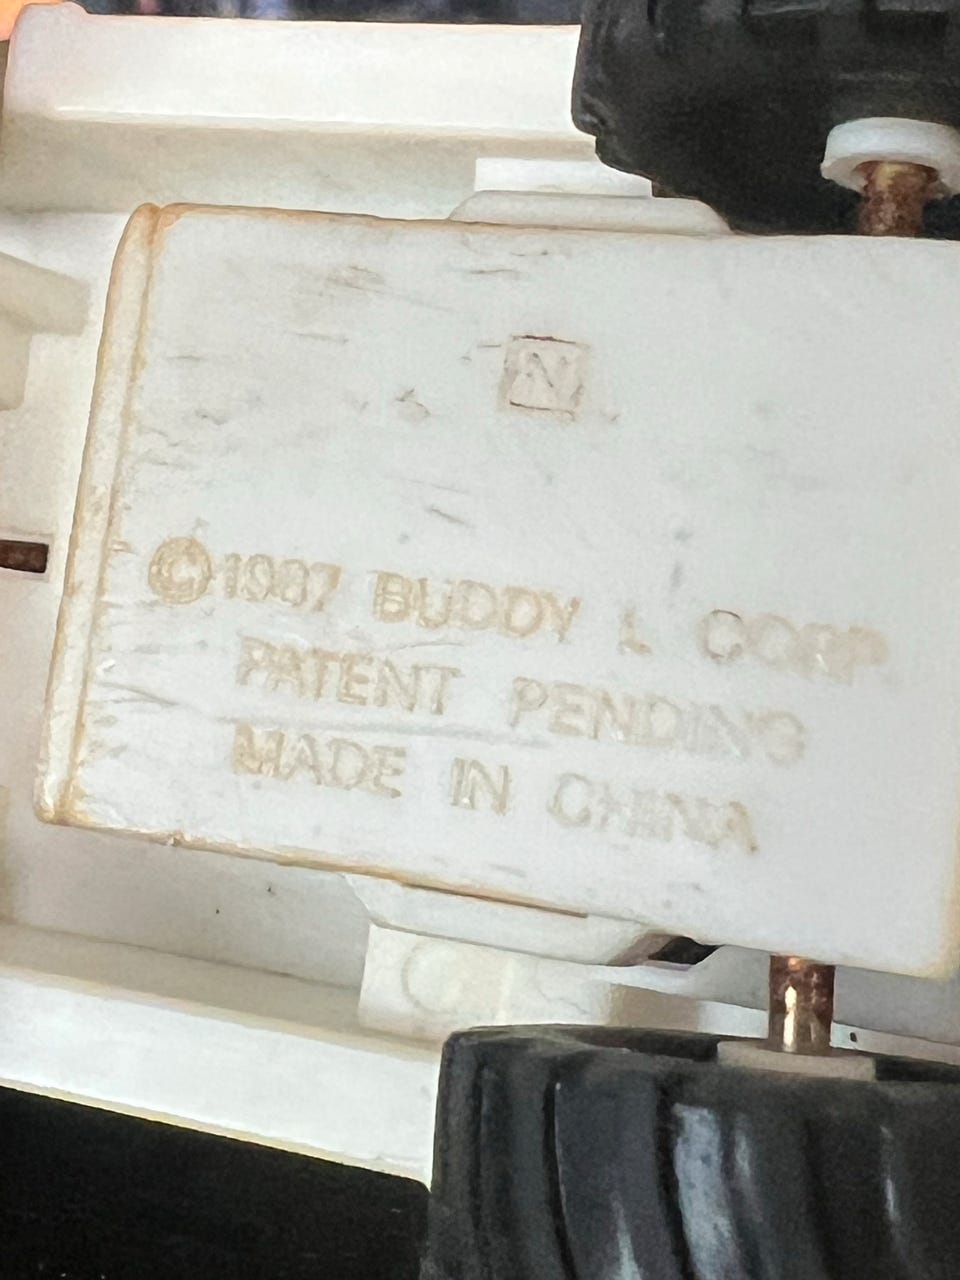 N
©1987 BUDDY L CORP.
PATENT PENDING
MADE IN CHINA